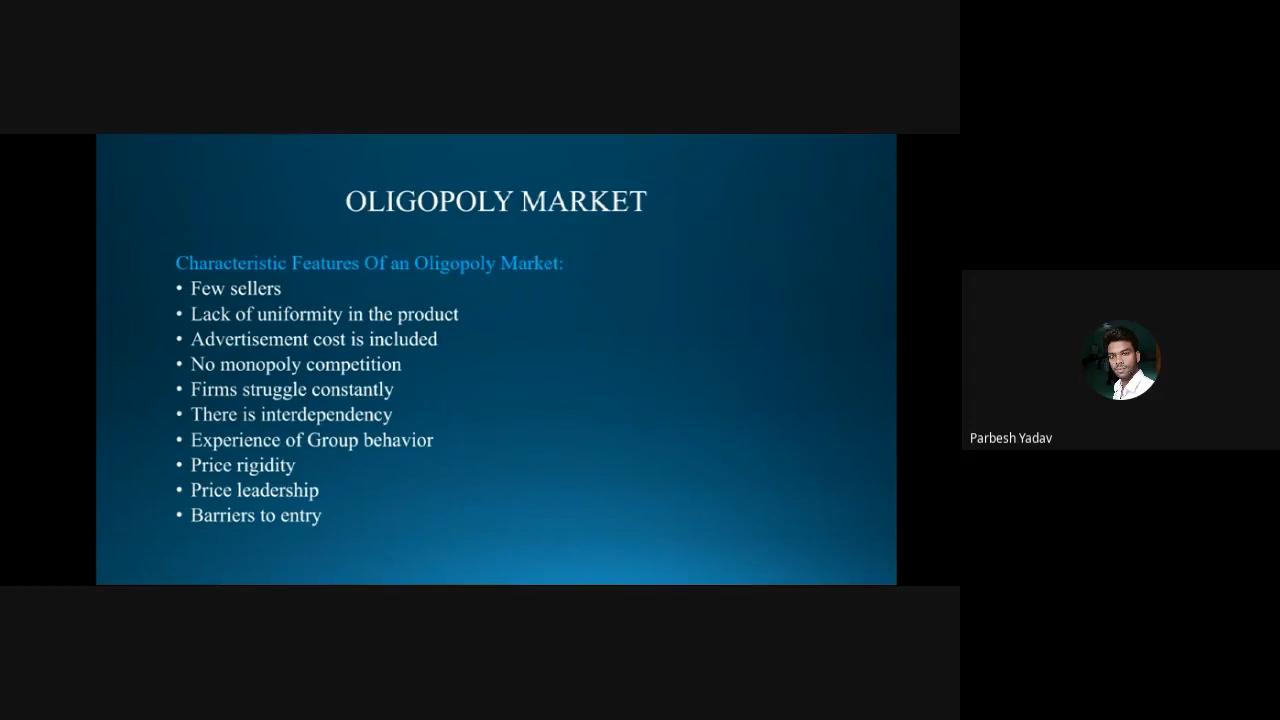 OLIGOPOLY MARKET
Characteristic Features Of an Oligopoly Market:
• Few sellers
• Lack of uniformity in the product
• Advertisement cost is included
• No monopoly competition
• Firms struggle constantly
• There is interdependency
• Experience of Group behavior
• Price rigidity
• Price leadership
• Barriers to entry
Parbesh Yadav